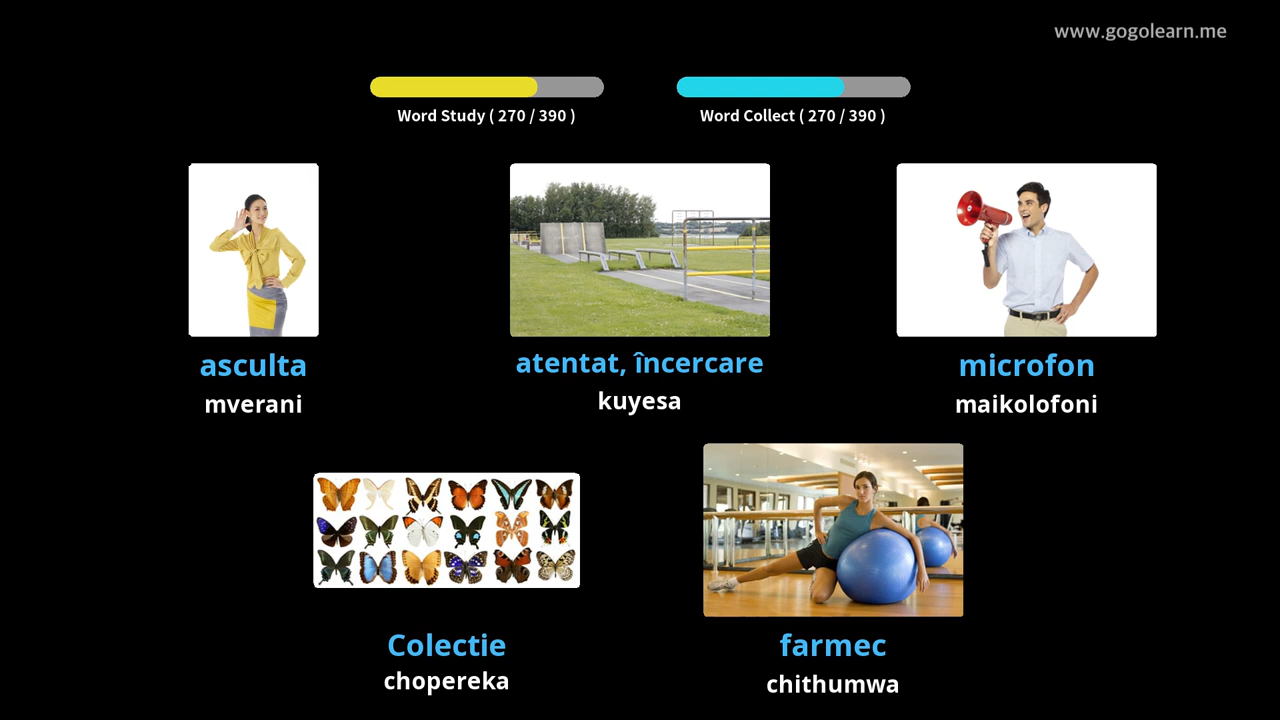 www.gogolearn.me
Word Study ( 270 / 390 )
Word Collect ( 270 / 390 )
asculta
mverani
atentat, încercare
kuyesa
microfon
maikolofoni
Colectie
chopereka
farmec
chithumwa